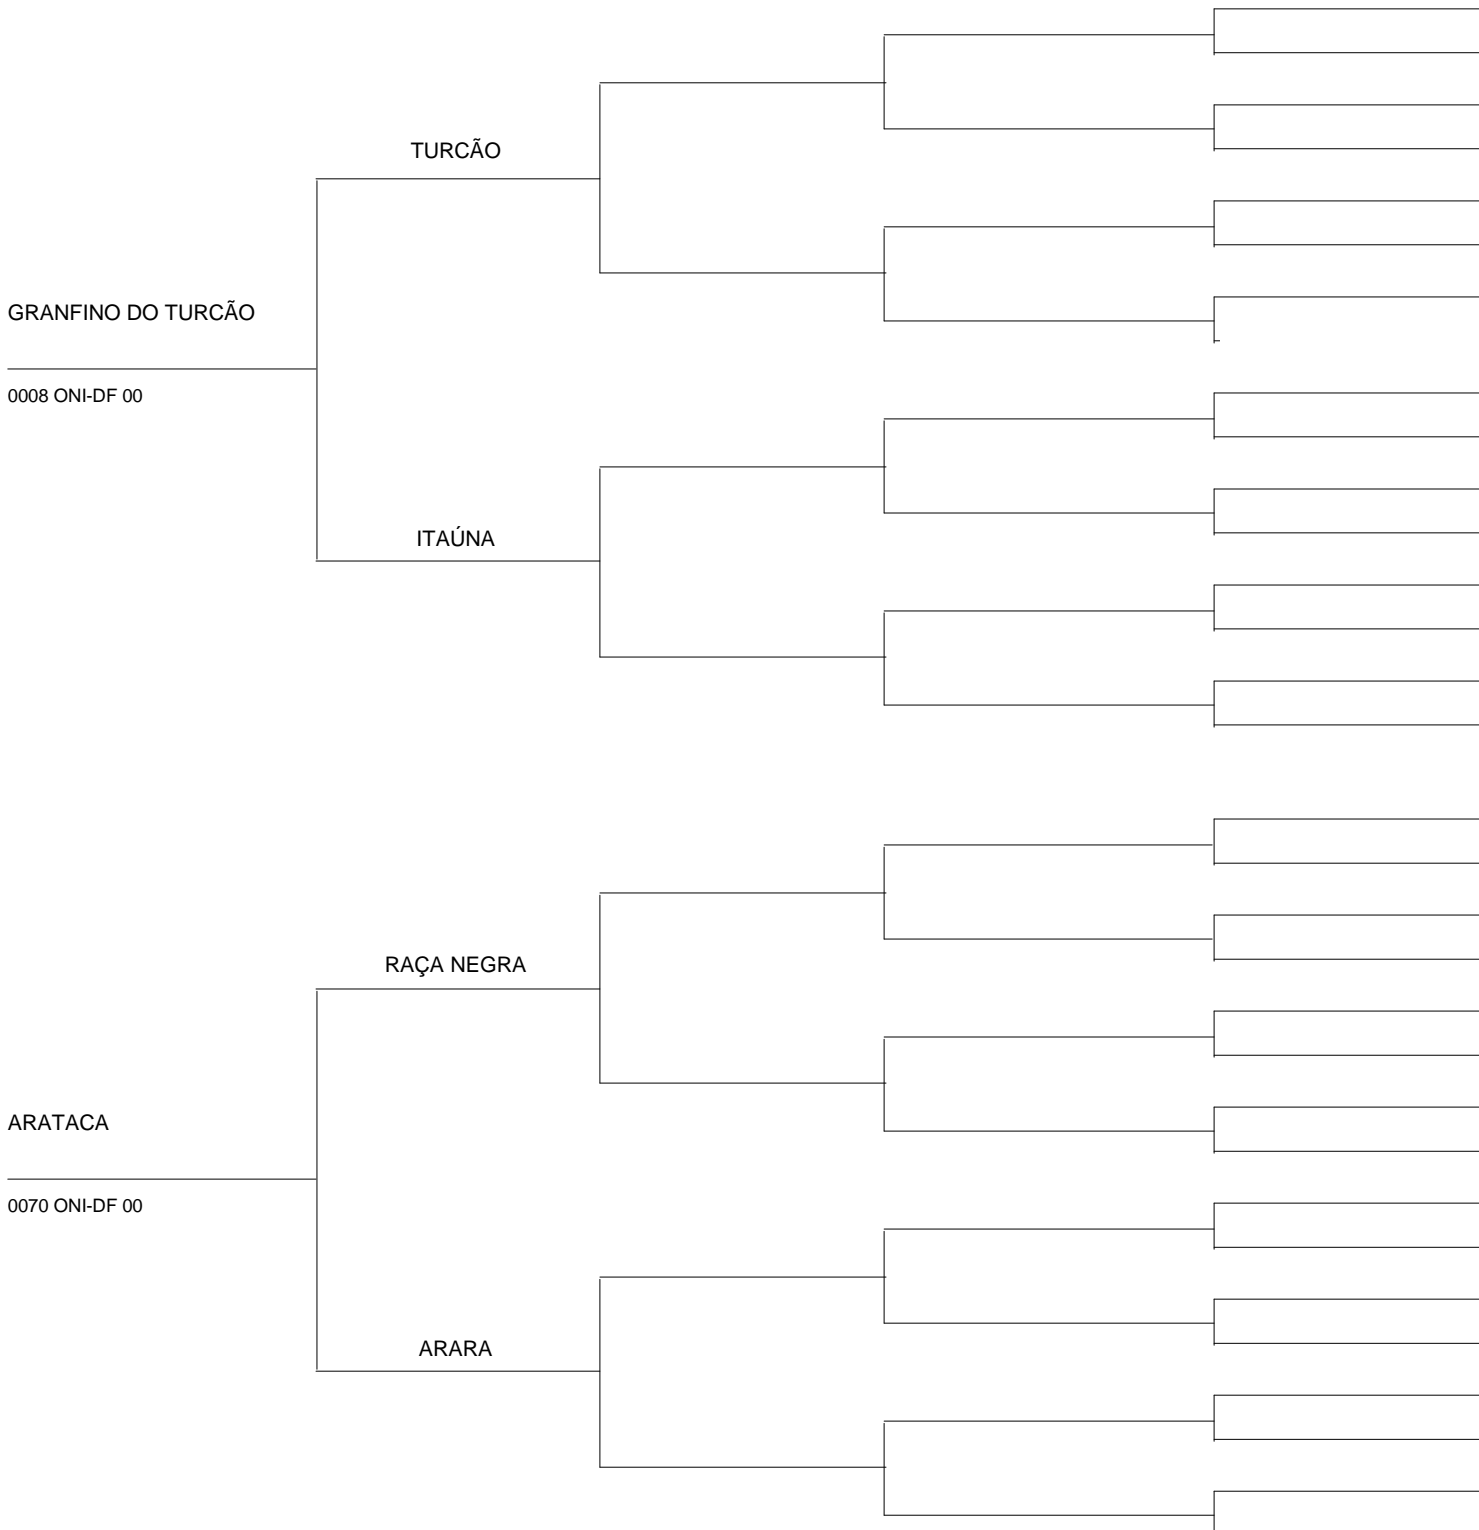 TURCÃO
GRANFINO DO TURCÃO
0008 ONI-DF 00
ITAÚNA
RAÇA NEGRA
ARATACA
0070 ONI-DF 00
ARARA